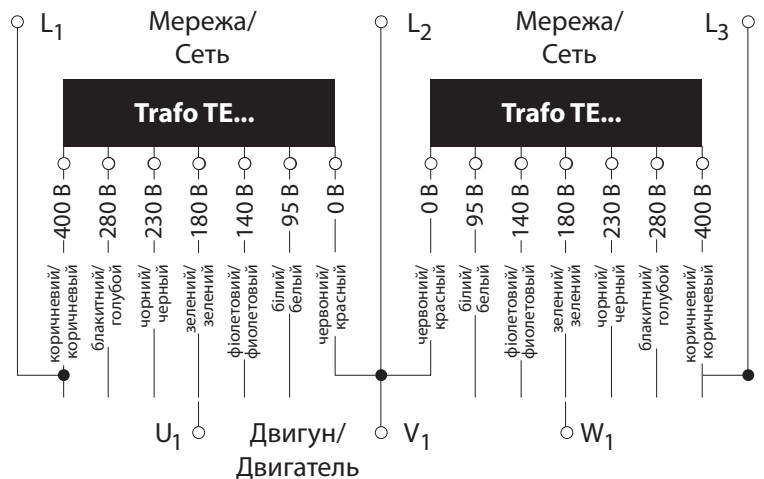 L1
Мережа/
Сеть
L2
Мережа/
Сеть
L3
Trafo TE...
Trafo TE...
400 В
280 В
230 В
180 В
140 В
95 В
0 В
0 В
95 В
140 В
180 В
230 В
280 В
400 В
коричневий/
коричневый
блакитний/
голубой
чорний/
черный
зелений/
зелений
фіолетовий/
фиолетовый
білий/
белый
червоний/
красный
червоний/
красный
білий/
белый
фіолетовий/
фиолетовый
зелений/
зелений
чорний/
черный
блакитний/
голубой
коричневий/
коричневый
U1
Двигун/
Двигатель
V1
W1